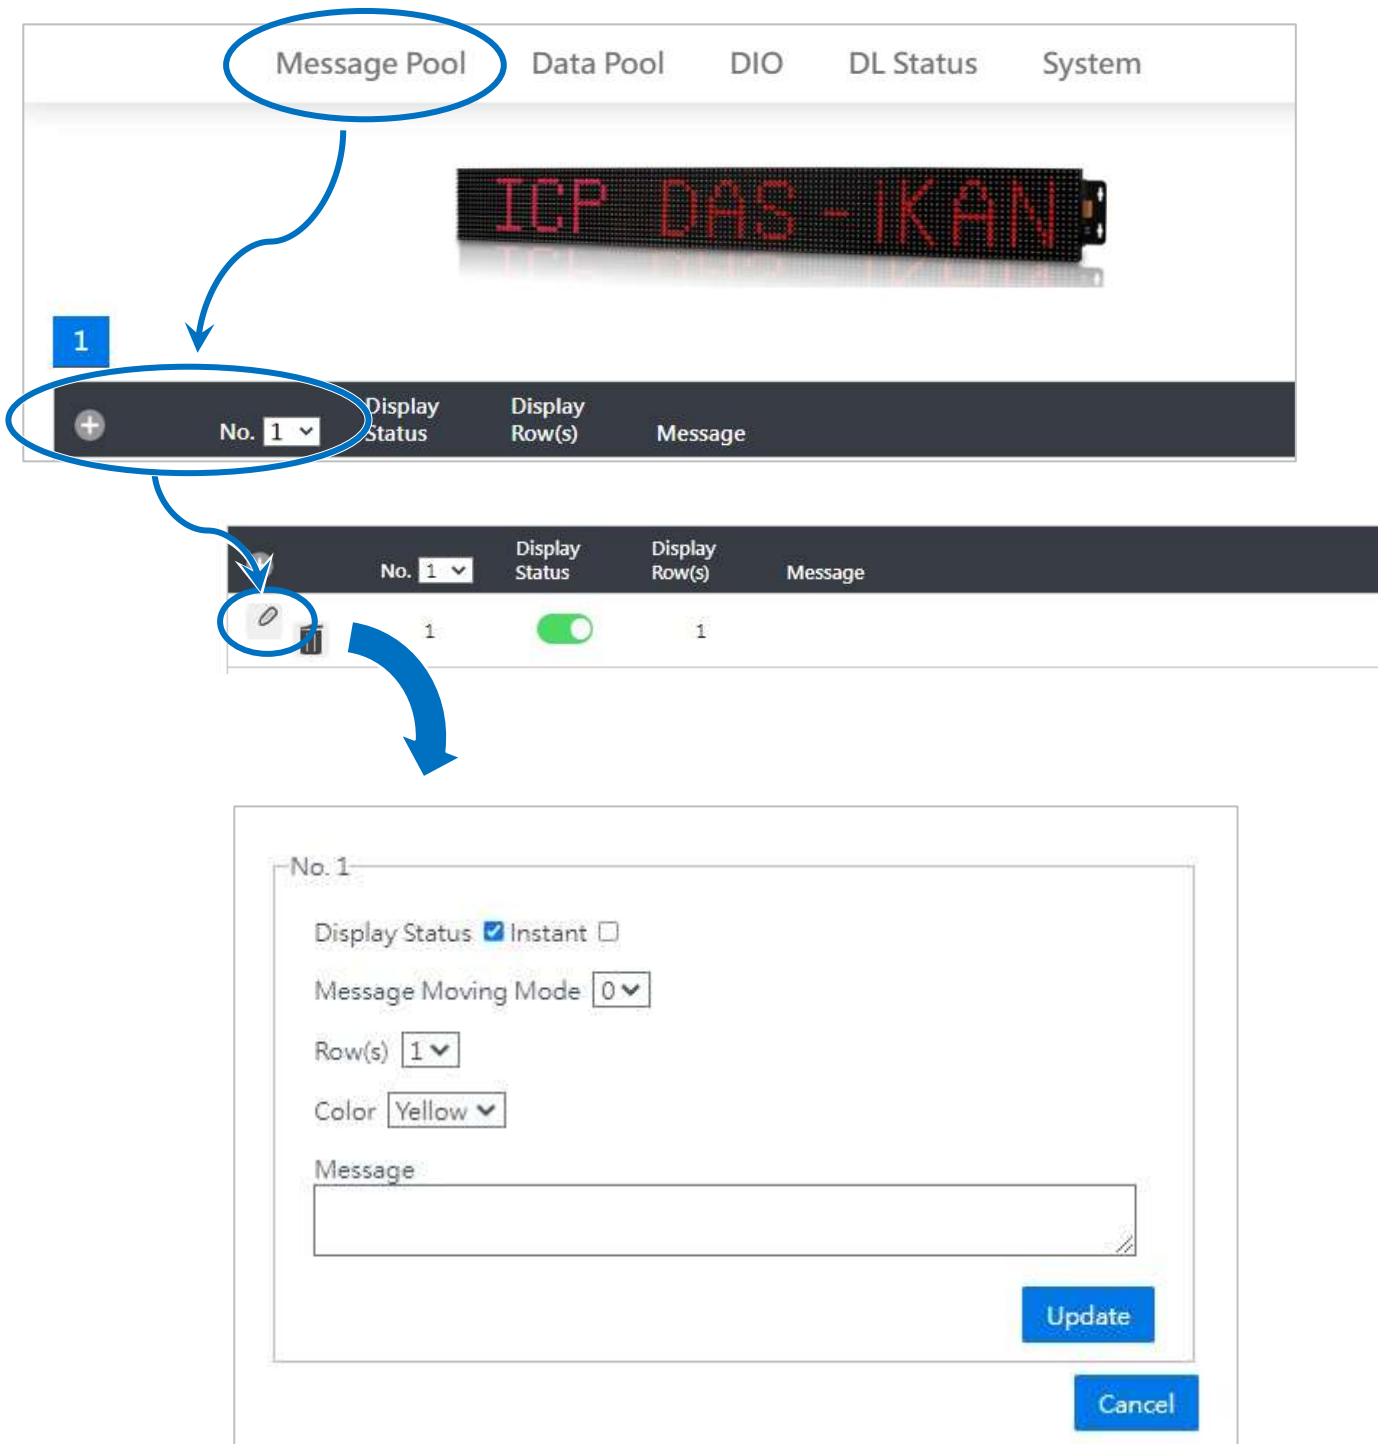 Message Pool Data Pool DIO DL Status System
ICP DAS - iKAN
1
No. 1 Display Status Display Row(s) Message
No. 1 Display Status Display Row(s) Message
1 1
No. 1
Display Status Instant
Message Moving Mode 0
Row(s) 1
Color Yellow
Message
Update
Cancel